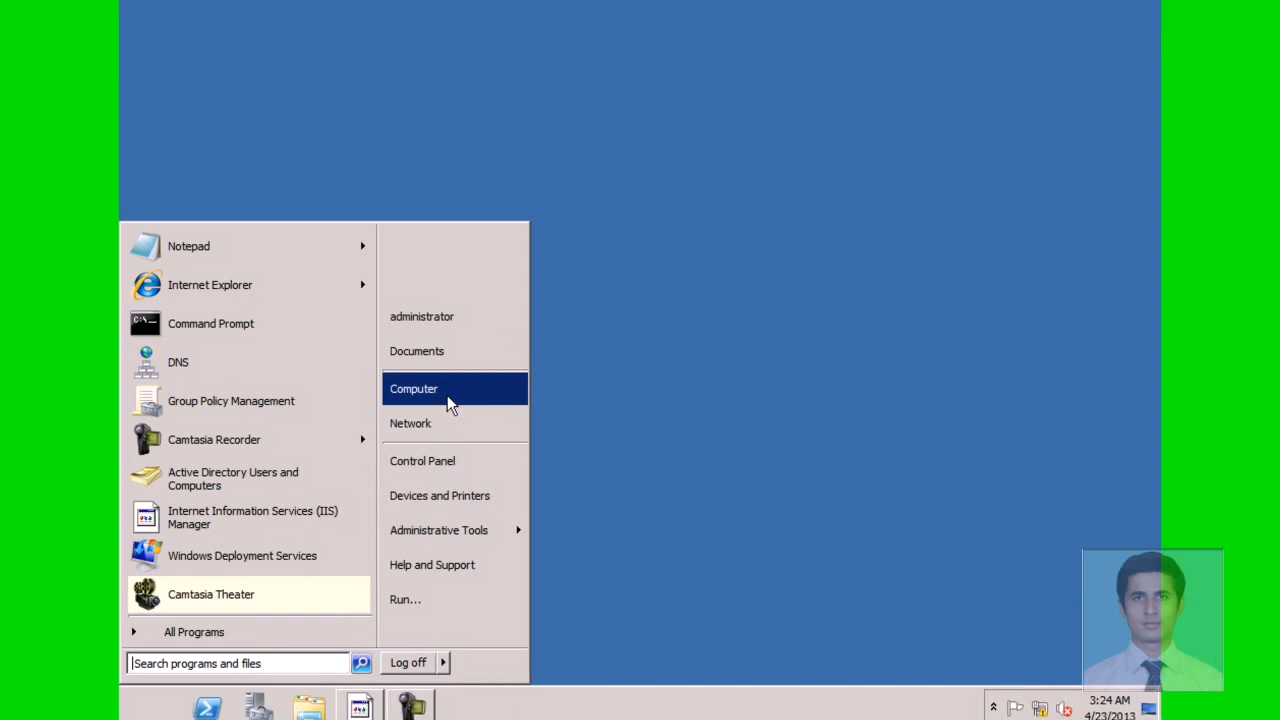 Notepad
Internet Explorer
Command Prompt
DNS
Group Policy Management
Camtasia Recorder
Active Directory Users and
Computers
Internet Information Services (IIS)
Manager
Windows Deployment Services
Camtasia Theater
All Programs
Search programs and files
administrator
Documents
Computer
Network
Control Panel
Devices and Printers
Administrative Tools
Help and Support
Run...
Log off
3:24 AM
4/23/2013